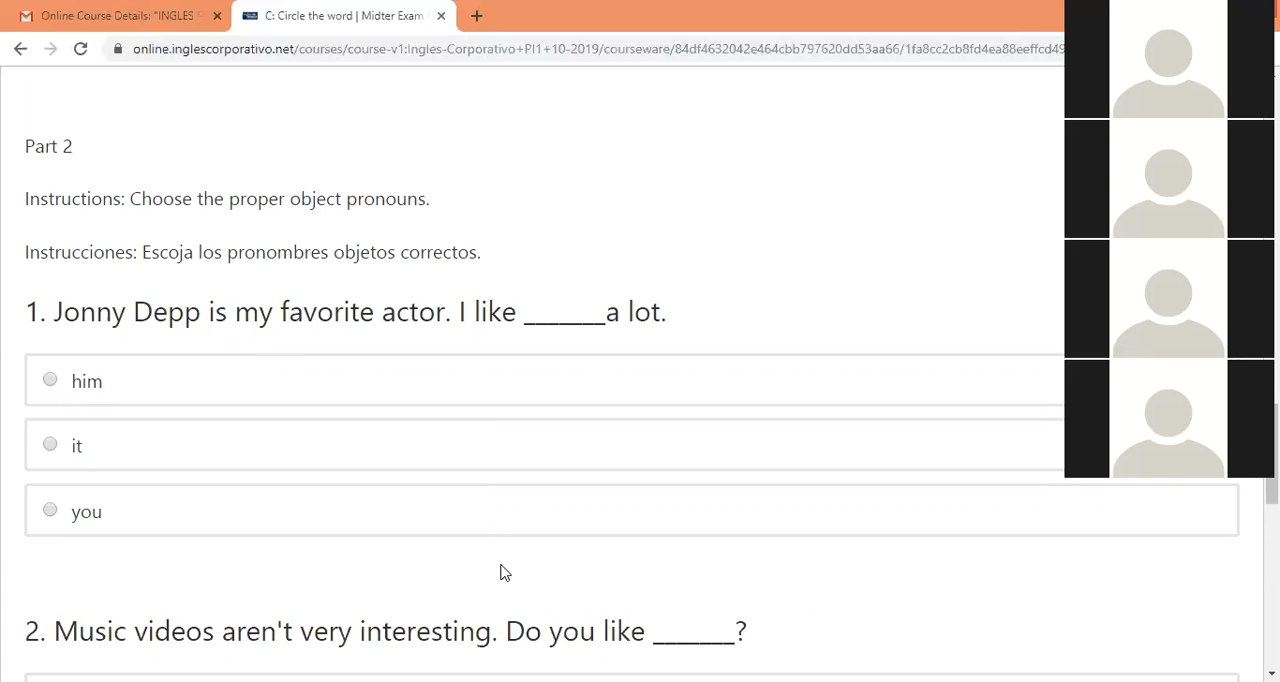 Online Course Details: "INGLES
C: Circle the word | Midter Exam
online.inglescorporativo.net/courses/course-v1:Ingles-Corporativo+PI1+10-2019/courseware/84df4632042e464cbb797620dd53aa66/1fa8cc2cb8fd4ea88eeffcd49
Part 2
Instructions: Choose the proper object pronouns.
Instrucciones: Escoja los pronombres objetos correctos.
1. Jonny Depp is my favorite actor. I like _______a lot.
him
it
you
2. Music videos aren't very interesting. Do you like _______?